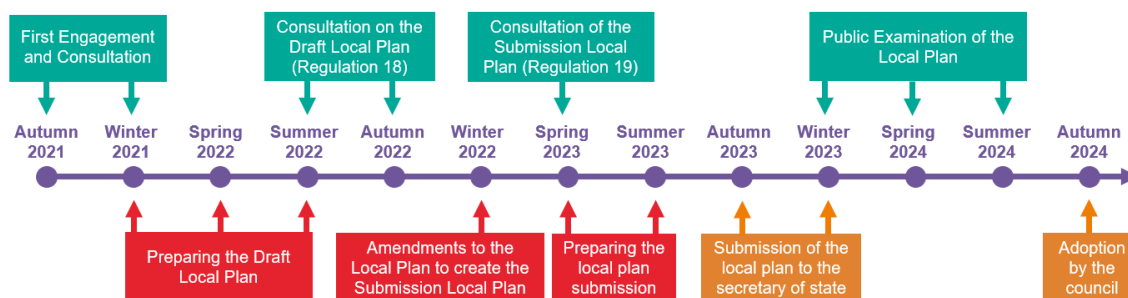 First Engagement
and Consultation
Consultation on the
Draft Local Plan
(Regulation 18)
Consultation of the
Submission Local
Plan (Regulation 19)
Public Examination of the
Local Plan
Autumn
2021
Winter
2021
Spring
2022
Summer
2022
Autumn
2022
Winter
2022
Spring
2023
Summer
2023
Autumn
2023
Winter
2023
Spring
2024
Summer
2024
Autumn
2024
Preparing the Draft
Local Plan
Amendments to the
Local Plan to create the
Submission Local Plan
Preparing the
local plan
submission
Submission of the
local plan to the
secretary of state
Adoption
by the
council